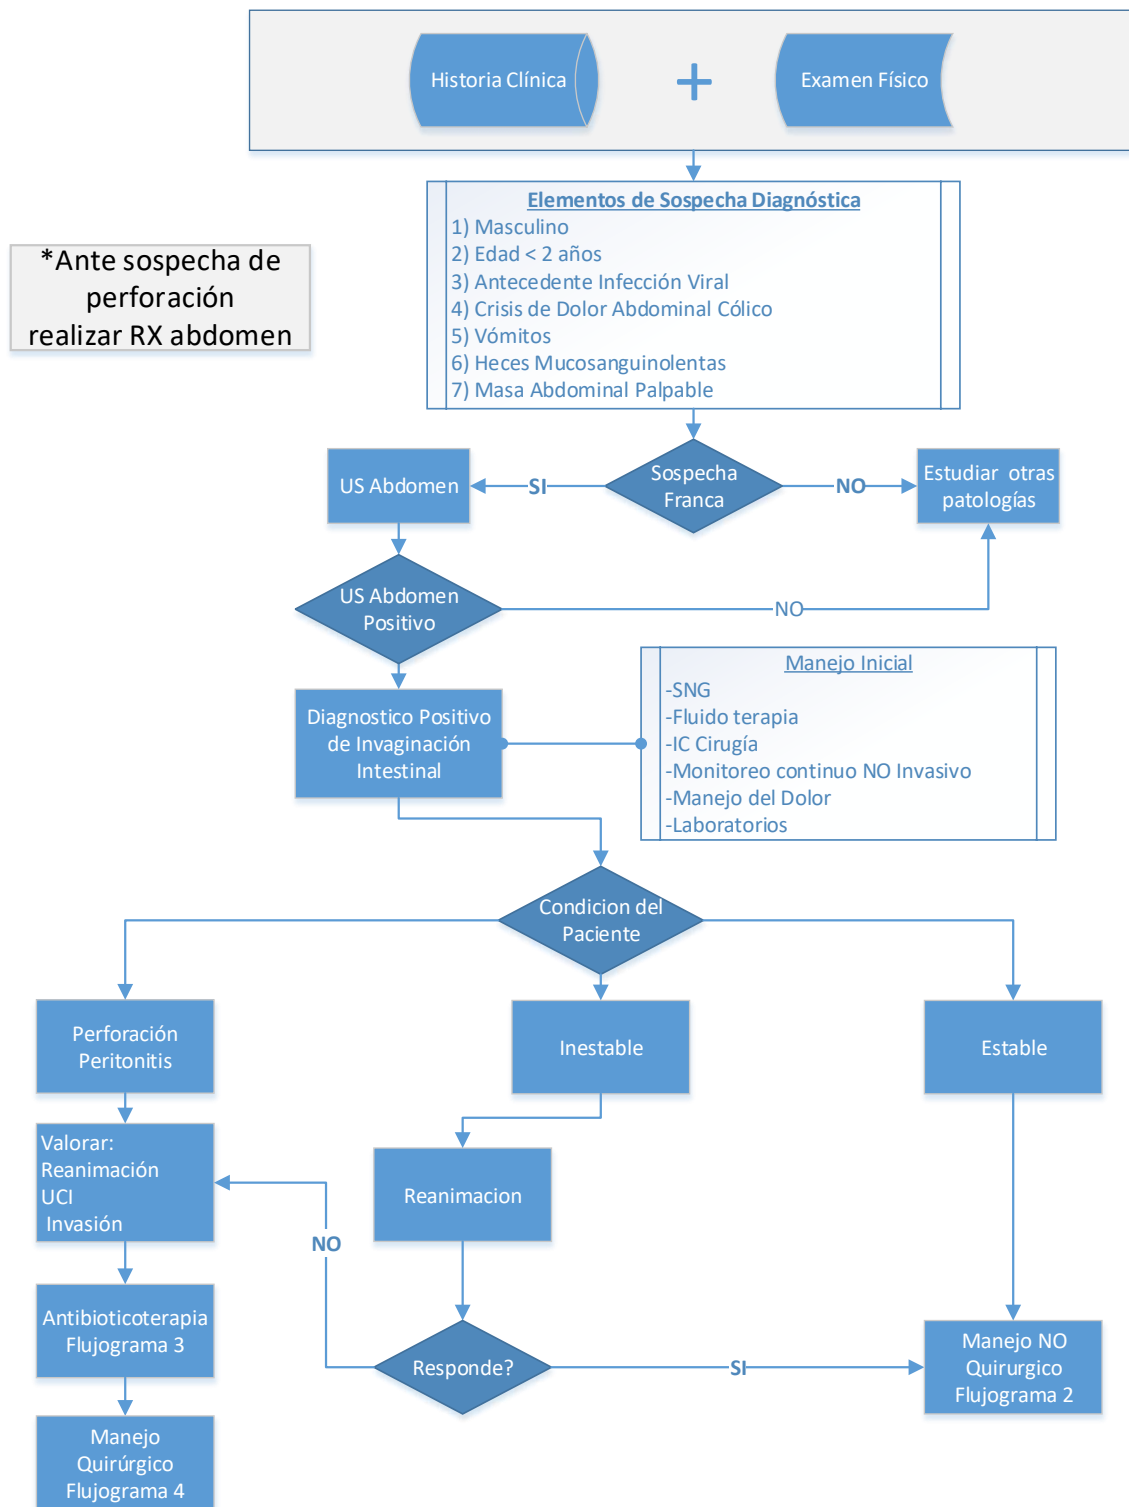 Historia Clínica
+
Examen Físico
Elementos de Sospecha Diagnóstica
1) Masculino
2) Edad < 2 años
3) Antecedente Infección Viral
4) Crisis de Dolor Abdominal Cólico
5) Vómitos
6) Heces Mucosanguinolentas
7) Masa Abdominal Palpable
*Ante sospecha de
perforación
realizar RX abdomen
US Abdomen
SI
Sospecha
Franca
NO
Estudiar otras
patologías
US Abdomen
Positivo
NO
Diagnostico Positivo
de Invaginación
Intestinal
Manejo Inicial
-SNG
-Fluido terapia
-IC Cirugía
-Monitoreo continuo NO Invasivo
-Manejo del Dolor
-Laboratorios
Condicion del
Paciente
Perforación
Peritonitis
Inestable
Estable
Valorar:
Reanimación
UCI
Invasión
Reanimacion
NO
Antibioticoterapia
Flujograma 3
Responde?
SI
Manejo NO
Quirurgico
Flujograma 2
Manejo
Quirúrgico
Flujograma 4